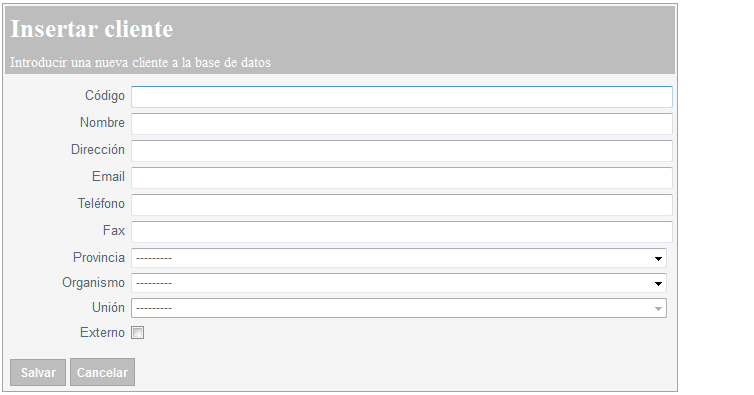 Insertar cliente
Introducir una nueva cliente a la base de datos
Código
Nombre
Dirección
Email
Teléfono
Fax
Provincia ---------
Organismo ---------
Unión ---------
Externo
Salvar Cancelar